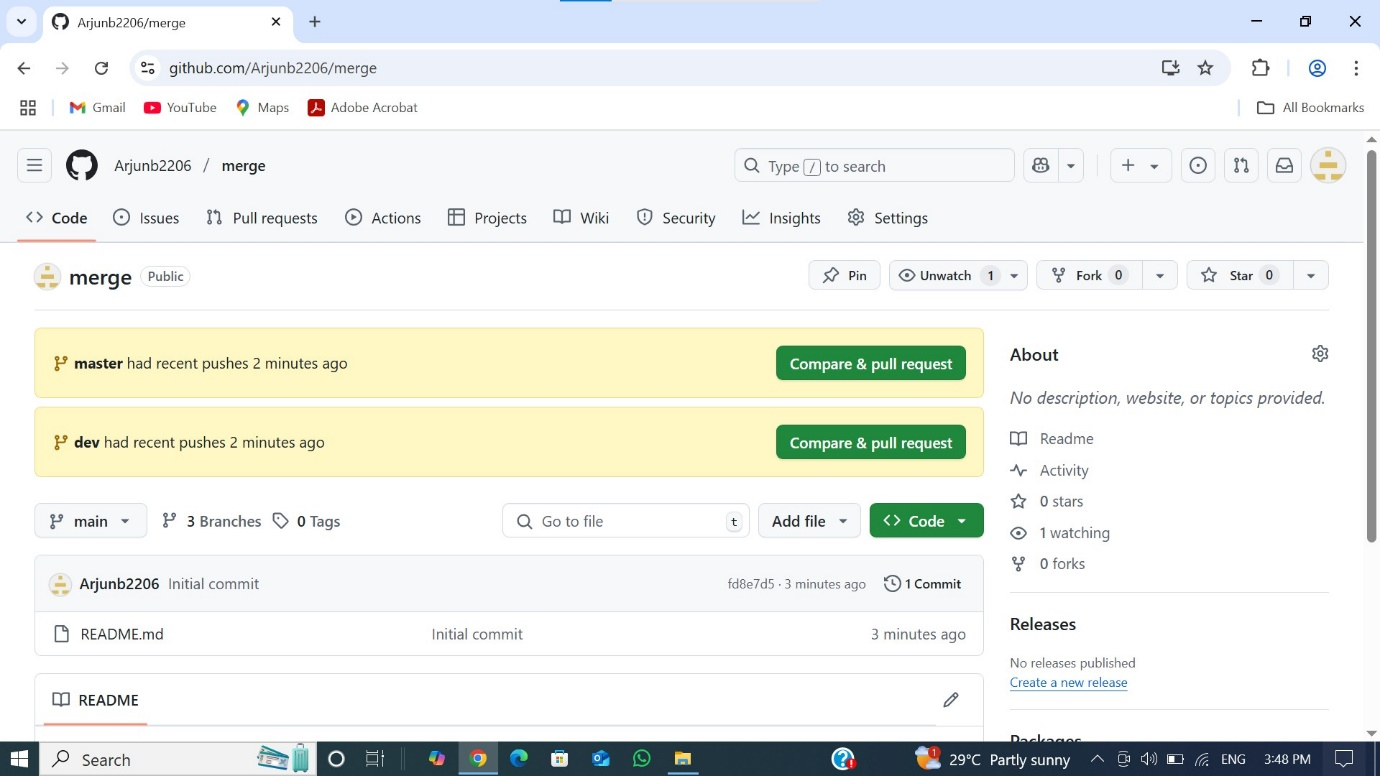 Arjunb2206/merge
github.com/Arjunb2206/merge
Gmail YouTube Maps Adobe Acrobat All Bookmarks
Arjunb2206 / merge Type / to search
Code Issues Pull requests Actions Projects Wiki Security Insights Settings
merge Public Pin Unwatch 1 Fork 0 Star 0
master had recent pushes 2 minutes ago Compare & pull request
dev had recent pushes 2 minutes ago Compare & pull request
main 3 Branches 0 Tags Go to file t Add file Code
Arjunb2206 Initial commit fd8e7d5 · 3 minutes ago 1 Commit
README.md Initial commit 3 minutes ago
README
About
No description, website, or topics provided.
Readme
Activity
0 stars
1 watching
0 forks
Releases
No releases published
Create a new release
Packages
Search 1 29°C Partly sunny ENG 3:48 PM